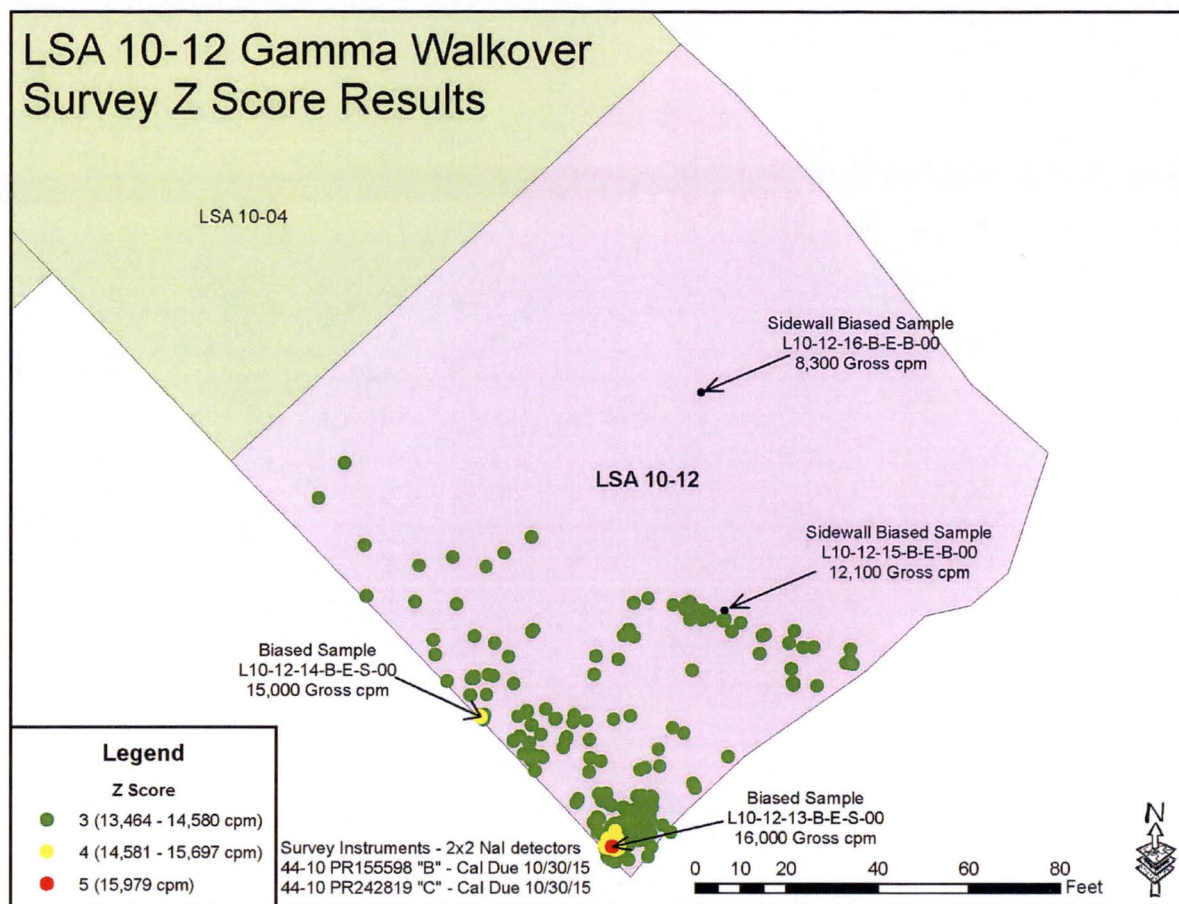 LSA 10-12 Gamma Walkover
Survey Z Score Results
LSA 10-04
Sidewall Biased Sample
L10-12-16-B-E-B-00
8,300 Gross cpm
LSA 10-12
Sidewall Biased Sample
L10-12-15-B-E-B-00
12,100 Gross cpm
Biased Sample
L10-12-14-B-E-S-00
15,000 Gross cpm
Legend
Z Score
3 (13,464 - 14,580 cpm)
4 (14,581 - 15,697 cpm)
5 (15,979 cpm)
Biased Sample
L10-12-13-B-E-S-00
16,000 Gross cpm
Survey Instruments - 2x2 NaI detectors
44-10 PR155598 "B" - Cal Due 10/30/15
44-10 PR242819 "C" - Cal Due 10/30/15
0 20 40 60 80
Feet
N